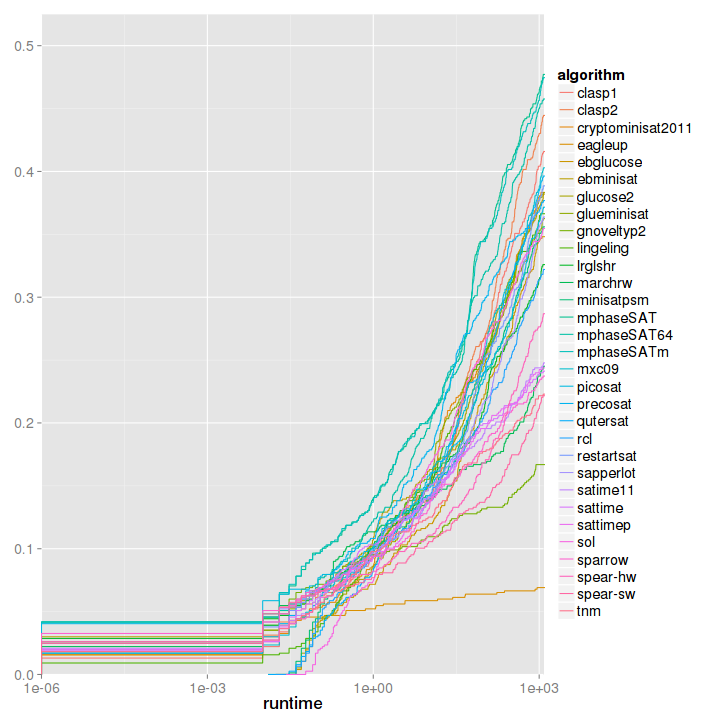 0.5
0.4
0.3
0.2
0.1
0.0
1e-06 1e-03 1e+00 1e+03
runtime
algorithm
clasp1
clasp2
cryptominisat2011
eagleup
ebglucose
ebminisat
glucose2
glueminisat
gnoveltyp2
lingeling
lrglshr
marchrw
minisatpsm
mphaseSAT
mphaseSAT64
mphaseSATm
mxc09
picosat
precosat
qutersat
rcl
restartsat
sapperlot
satime11
sattime
sattimep
sol
sparrow
spear-hw
spear-sw
tnm